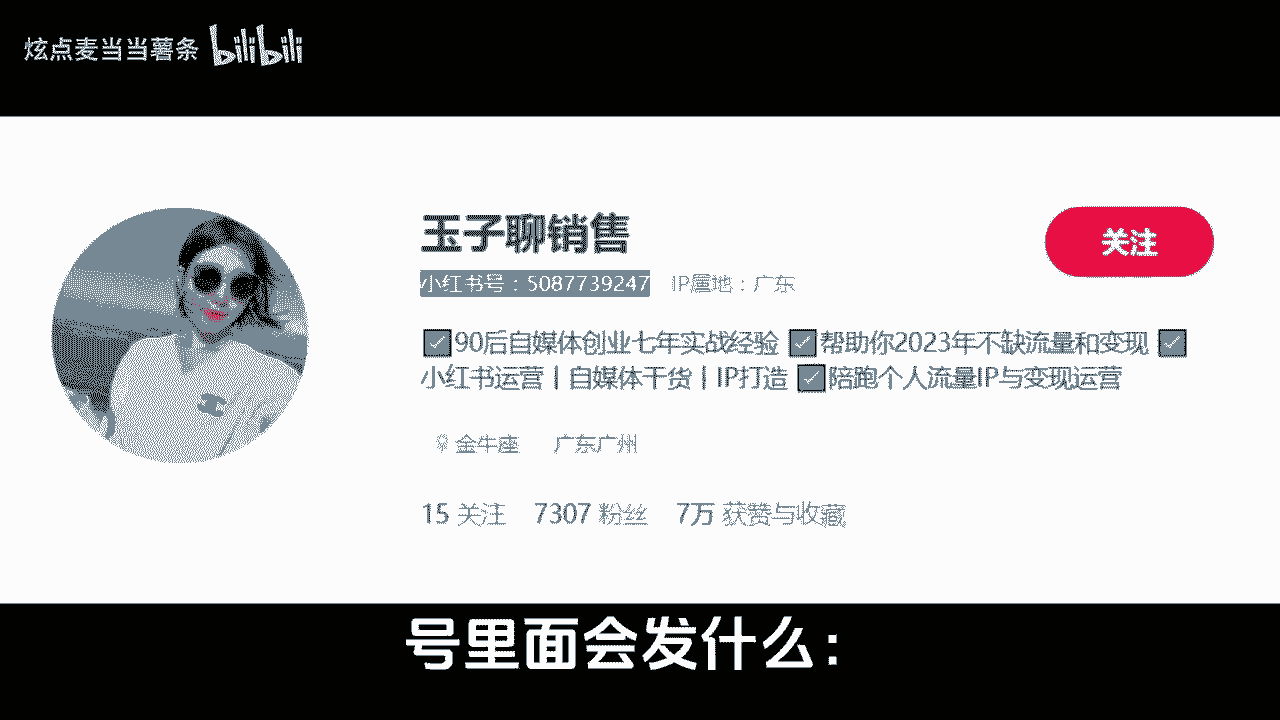 炫点麦当当薯条 bilibili
玉子聊销售
关注
小红书号：5087739247 IP属地：广东
90后自媒体创业七年实战经验 帮助你2023年不缺流量和变现
小红书运营丨自媒体干货丨IP打造 陪跑个人流量IP与变现运营
金牛座 广东广州
15 关注 7307 粉丝 7万 获赞与收藏
号里面会发什么：